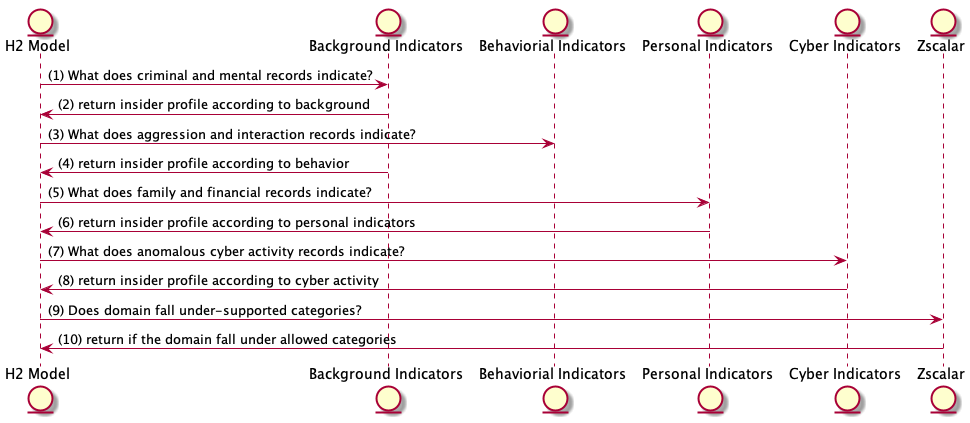 H2 Model Background Indicators Behaviorial Indicators Personal Indicators Cyber Indicators Zscalar
(1) What does criminal and mental records indicate?
(2) return insider profile according to background
(3) What does aggression and interaction records indicate?
(4) return insider profile according to behavior
(5) What does family and financial records indicate?
(6) return insider profile according to personal indicators
(7) What does anomalous cyber activity records indicate?
(8) return insider profile according to cyber activity
(9) Does domain fall under-supported categories?
(10) return if the domain fall under allowed categories
H2 Model Background Indicators Behaviorial Indicators Personal Indicators Cyber Indicators Zscalar